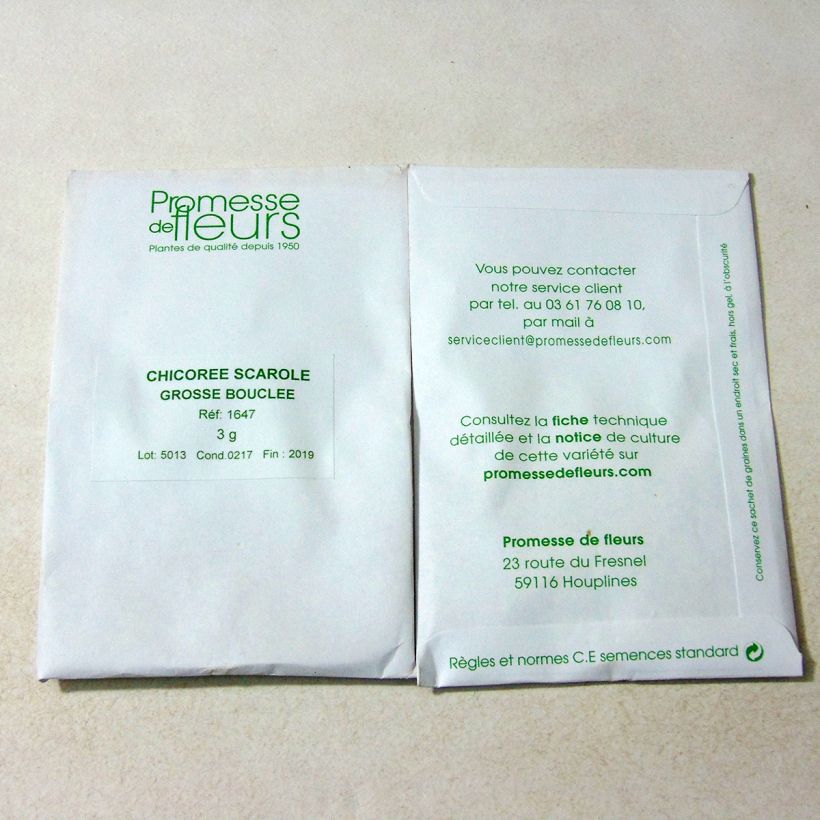 Promesse
de fleurs
Plantes de qualité depuis 1950
CHICOREE SCAROLE
GROSSE BOUCLEE
Réf: 1647
3 g
Lot: 5013 Cond.0217 Fin : 2019
Vous pouvez contacter
notre service client
par tel. au 03 61 76 08 10,
par mail à
serviceclient@promessedefleurs.com
Consultez la fiche technique
détaillée et la notice de culture
de cette variété sur
promessedefleurs.com
Promesse de fleurs
23 route du Fresnel
59116 Houplines
Règles et normes C.E semences standard
Conservez ce sachet de graines dans un endroit sec et frais, hors gel, à l'obscurité